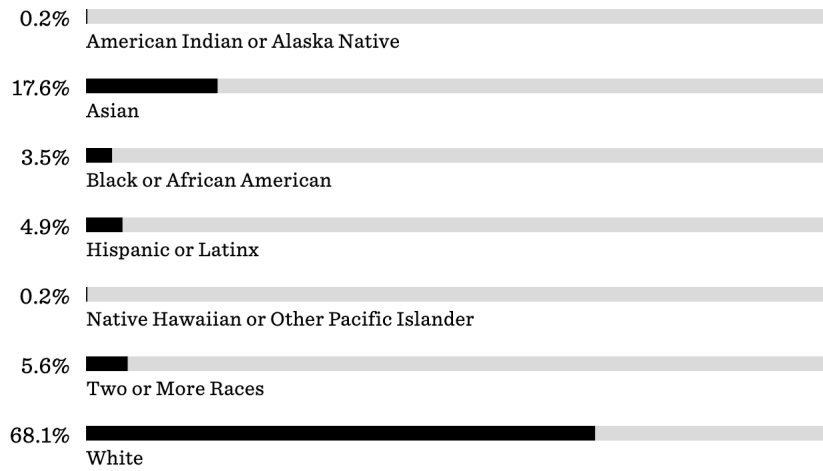 0.2%
American Indian or Alaska Native
17.6%
Asian
3.5%
Black or African American
4.9%
Hispanic or Latinx
0.2%
Native Hawaiian or Other Pacific Islander
5.6%
Two or More Races
68.1%
White